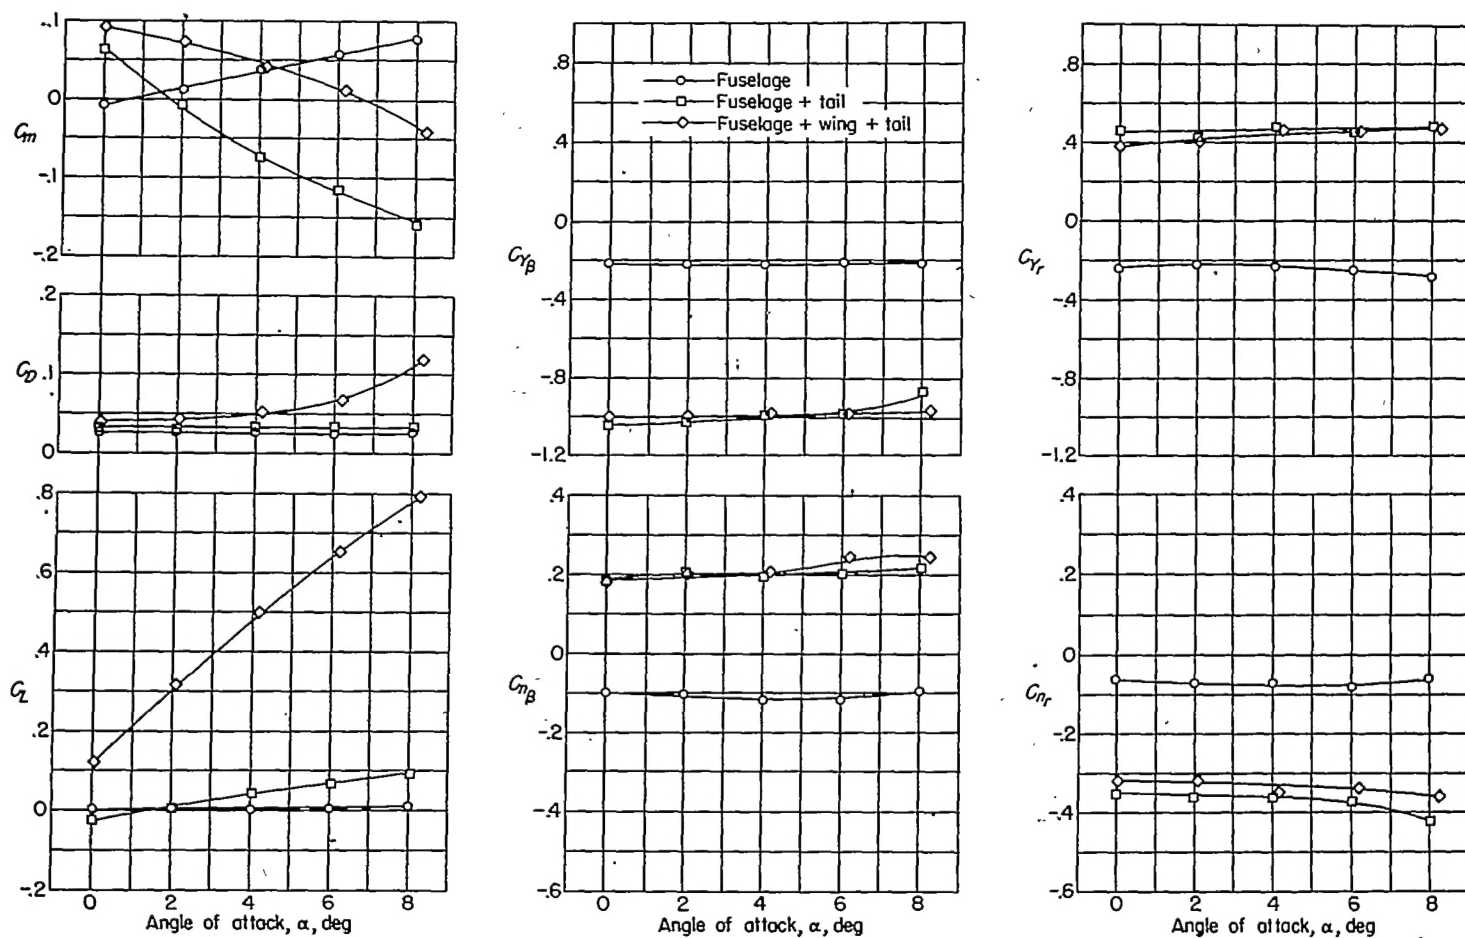 .1
0
-.1
-.2
Cm
.2
.1
0
CD
.8
.6
.4
.2
0
-.2
CL
0 2 4 6 8
Angle of attack, α, deg
.8
.4
0
-.4
-.8
-1.2
CYβ
Fuselage
Fuselage + tail
Fuselage + wing + tail
.4
.2
0
-.2
-.4
-.6
Cnβ
0 2 4 6 8
Angle of attack, α, deg
.8
.4
0
-.4
-.8
-1.2
CYr
.4
.2
0
-.2
-.4
-.6
Cnr
0 2 4 6 8
Angle of attack, α, deg